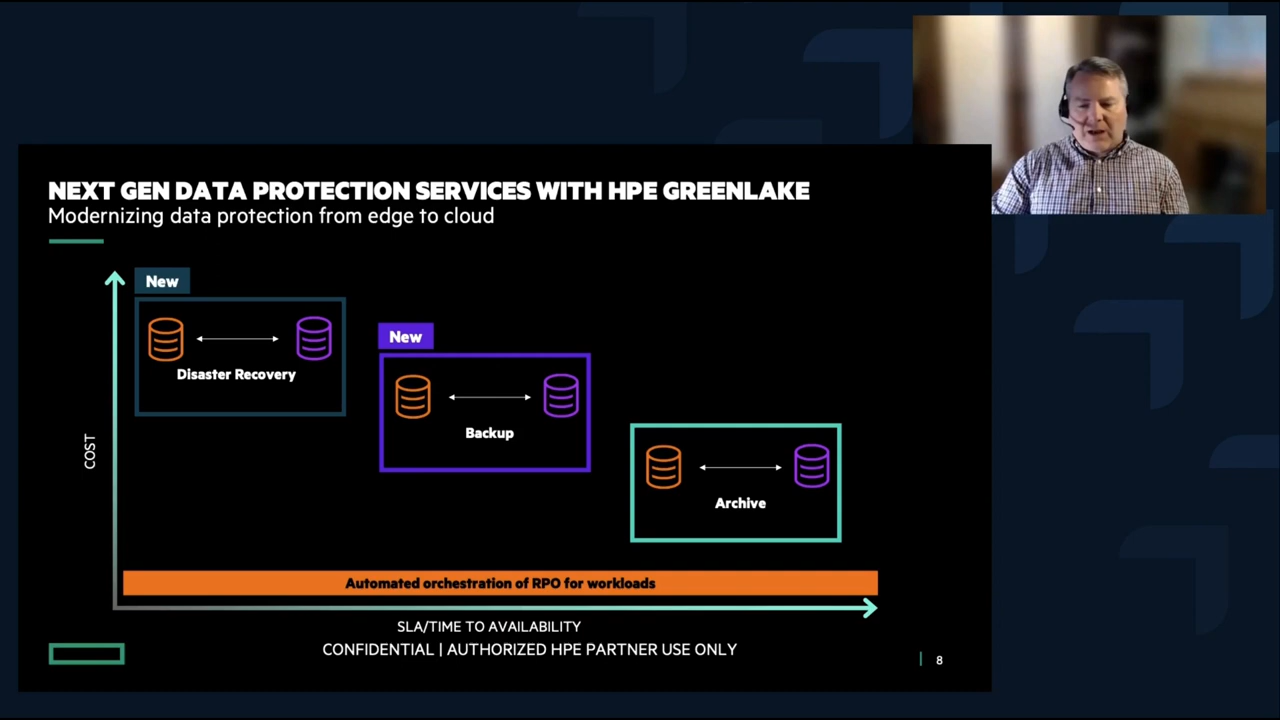 NEXT GEN DATA PROTECTION SERVICES WITH HPE GREENLAKE
Modernizing data protection from edge to cloud
New
Disaster Recovery
New
Backup
Archive
COST
Automated orchestration of RPO for workloads
SLA/TIME TO AVAILABILITY
CONFIDENTIAL | AUTHORIZED HPE PARTNER USE ONLY
8